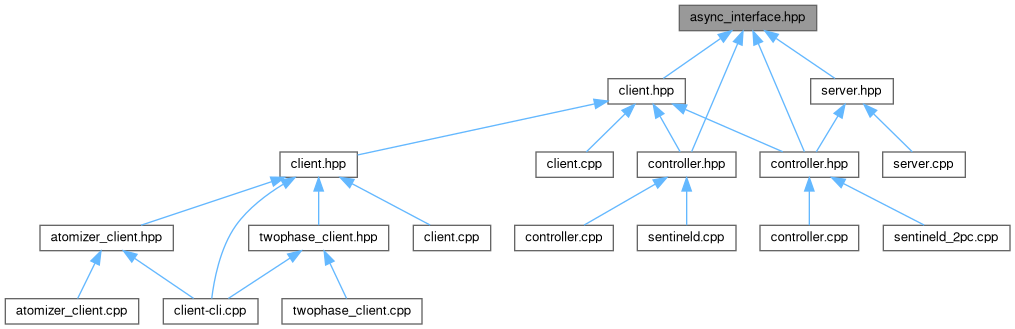 async_interface.hpp
client.hpp
server.hpp
client.hpp
client.cpp
controller.hpp
controller.hpp
server.cpp
atomizer_client.hpp
twophase_client.hpp
client.cpp
controller.cpp
sentineld.cpp
controller.cpp
sentineld_2pc.cpp
atomizer_client.cpp
client-cli.cpp
twophase_client.cpp